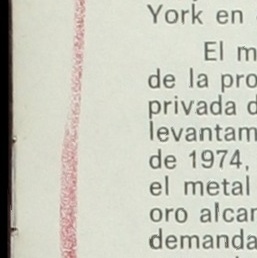 York en
El m
de la pro
privada d
levantam
de 1974,
el metal
oro alcan
demanda